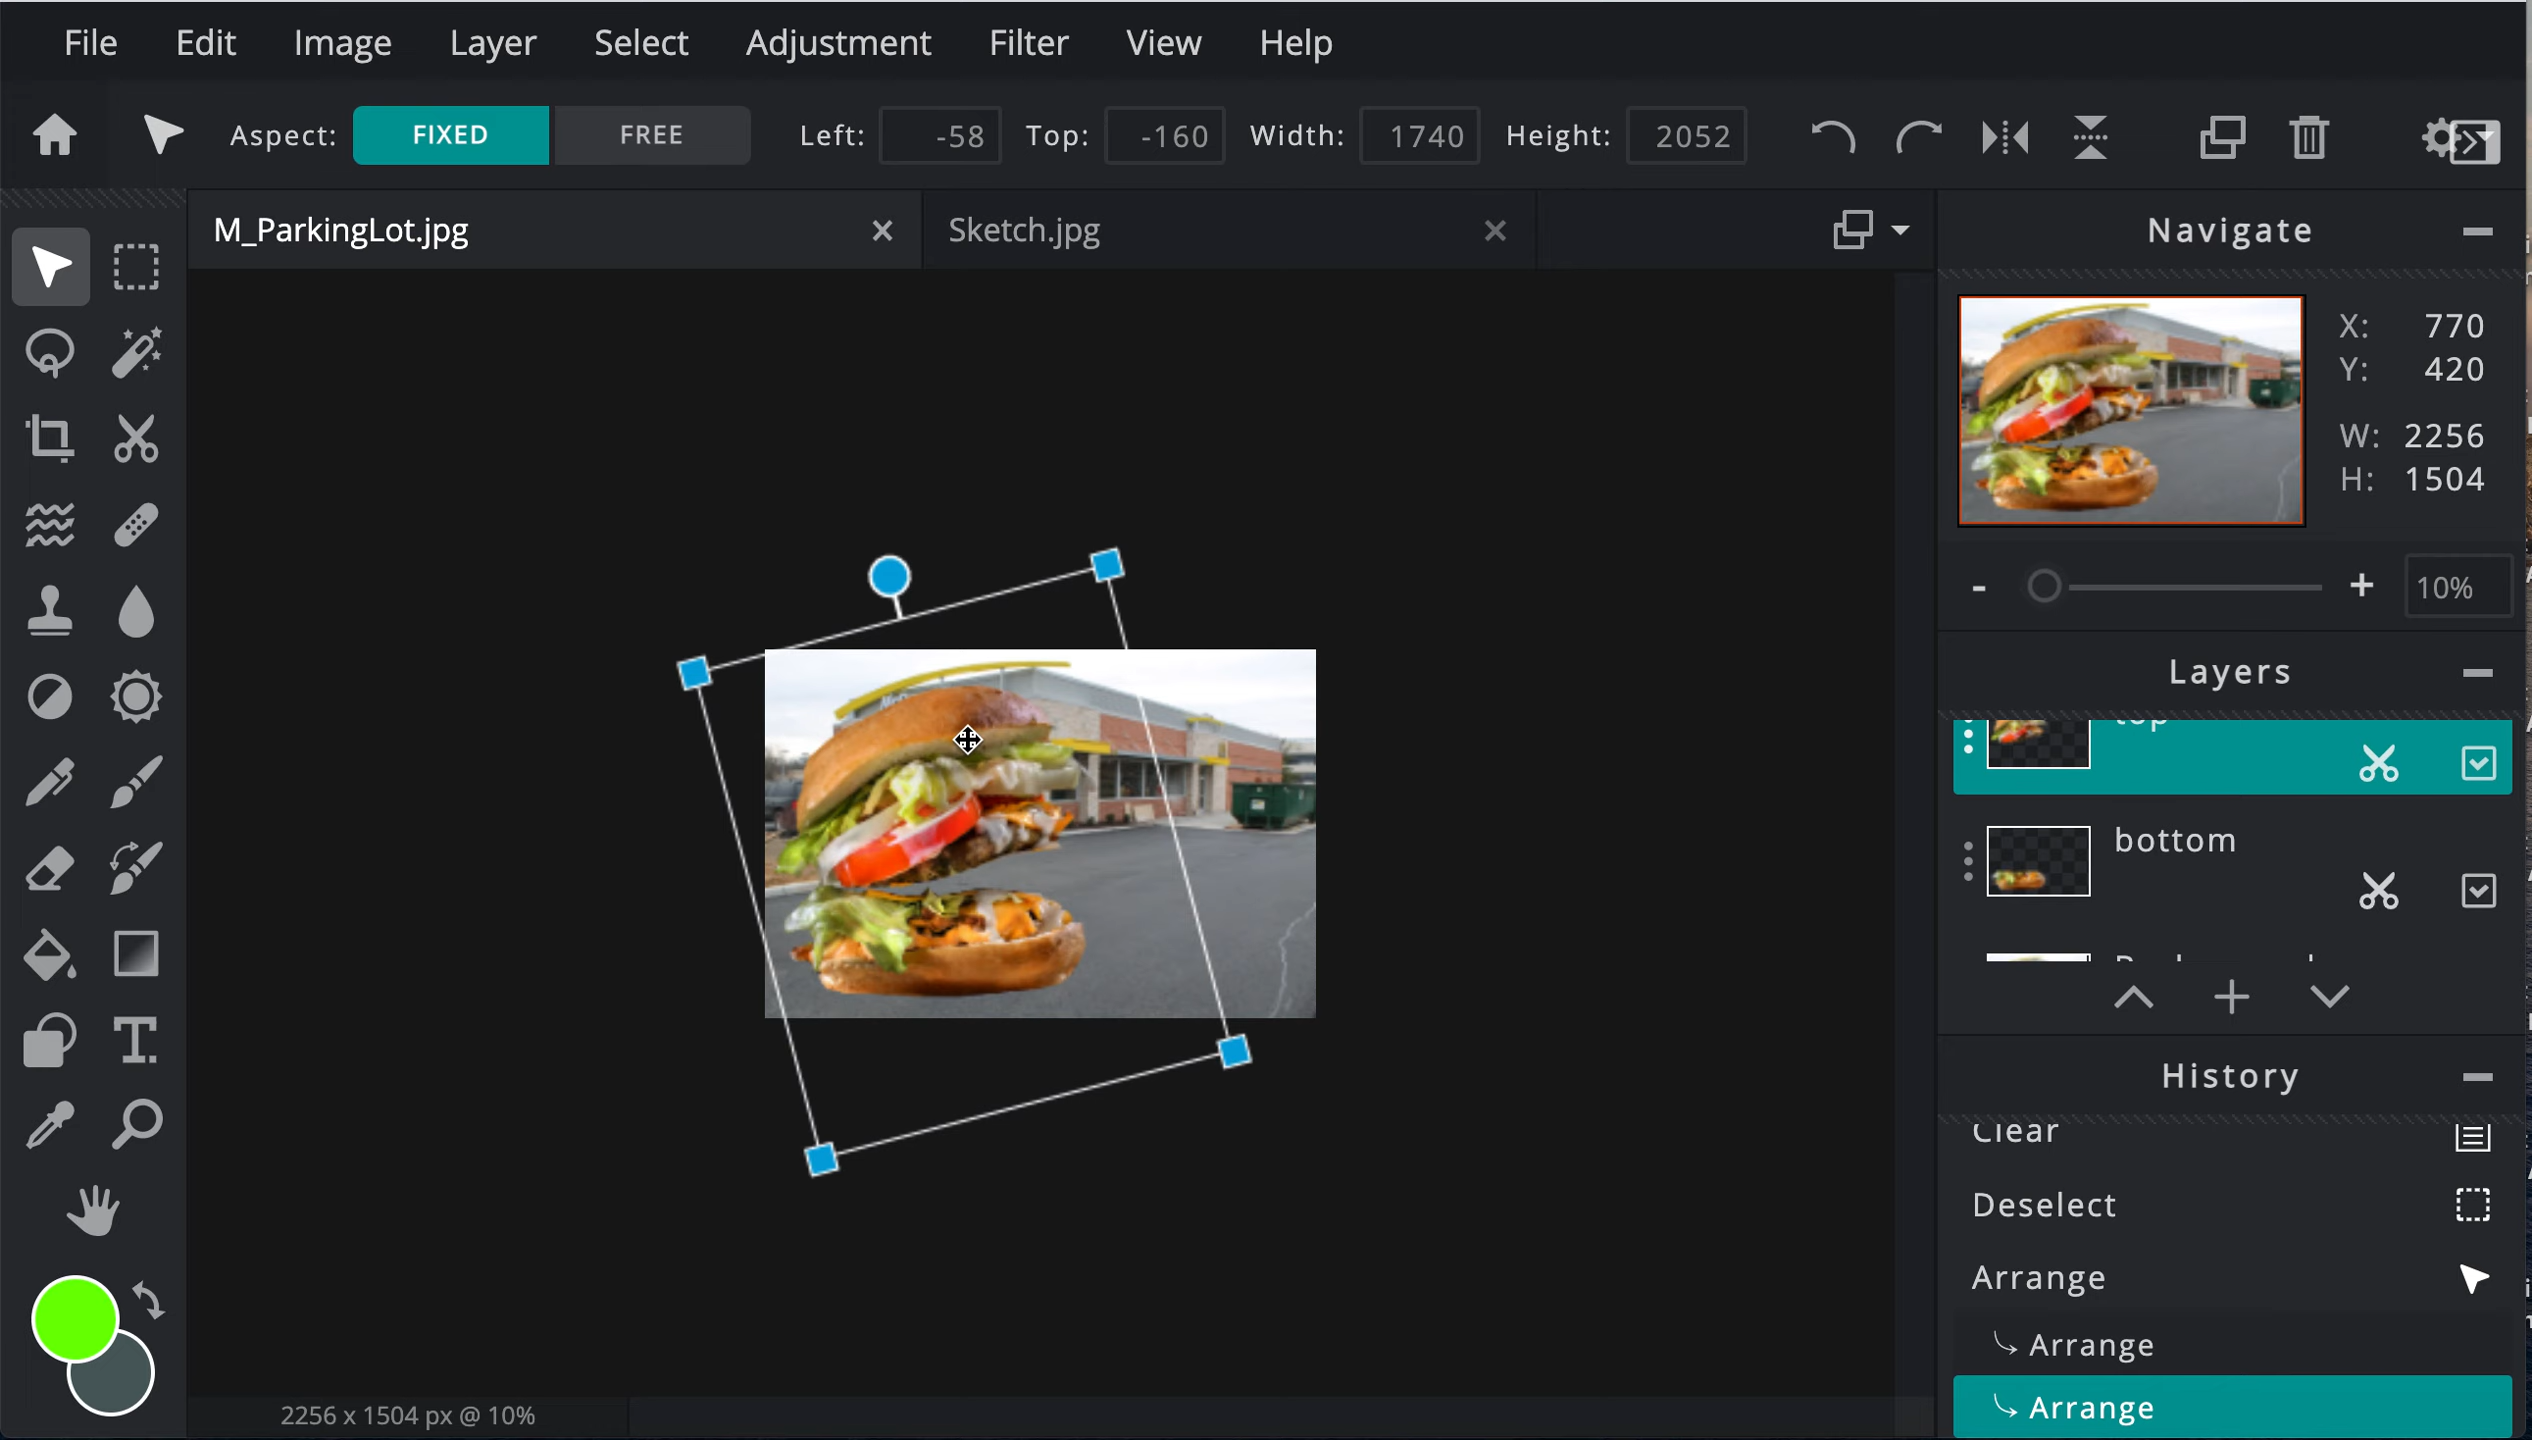 File Edit Image Layer Select Adjustment Filter View Help
Aspect: FIXED FREE Left: -58 Top: -160 Width: 1740 Height: 2052
M_ParkingLot.jpg Sketch.jpg
Navigate
X: 770
Y: 420
W: 2256
H: 1504
- + 10%
Layers
top
bottom
History
Clear
Deselect
Arrange
Arrange
Arrange
2256 x 1504 px @ 10%